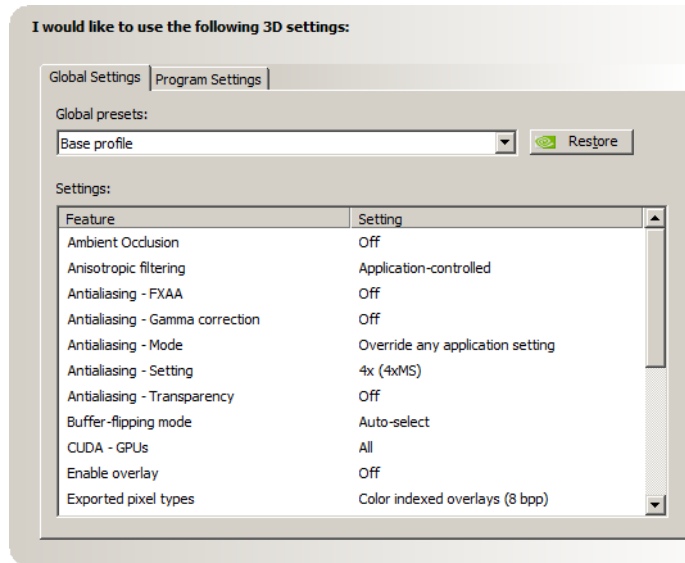 I would like to use the following 3D settings:
Global Settings Program Settings
Global presets:
Base profile Restore
Settings:
Feature Setting
Ambient Occlusion Off
Anisotropic filtering Application-controlled
Antialiasing - FXAA Off
Antialiasing - Gamma correction Off
Antialiasing - Mode Override any application setting
Antialiasing - Setting 4x (4xMS)
Antialiasing - Transparency Off
Buffer-flipping mode Auto-select
CUDA - GPUs All
Enable overlay Off
Exported pixel types Color indexed overlays (8 bpp)